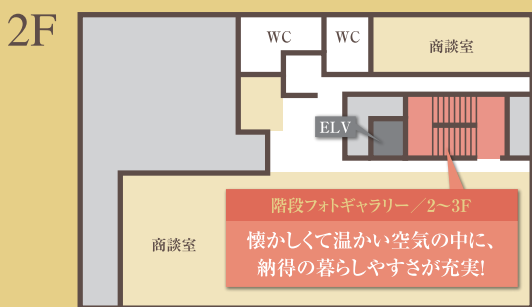 2F
WC
WC
商談室
ELV
階段フォトギャラリー／2〜3F
懐かしくて温かい空気の中に、
納得の暮らしやすさが充実!
商談室